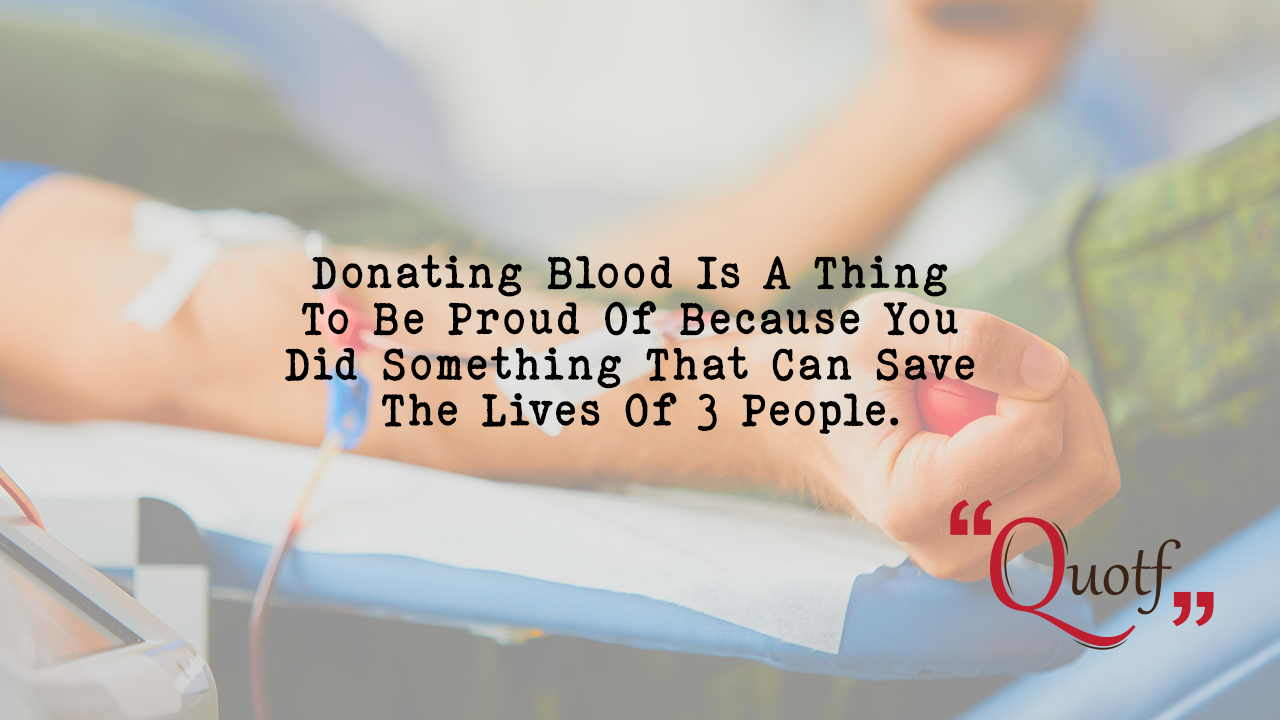 Donating Blood Is A Thing
To Be Proud Of Because You
Did Something That Can Save
The Lives Of 3 People.
“Quotf”